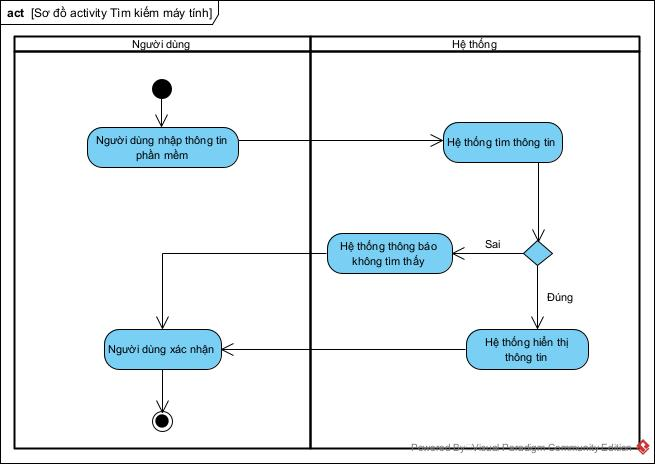 act [Sơ đồ activity Tìm kiếm máy tính]
Người dùng
Hệ thống
Người dùng nhập thông tin
phần mềm
Hệ thống tìm thông tin
Hệ thống thông báo
không tìm thấy
Sai
Đúng
Người dùng xác nhận
Hệ thống hiển thị
thông tin
Powered By: Visual Paradigm Community Edition